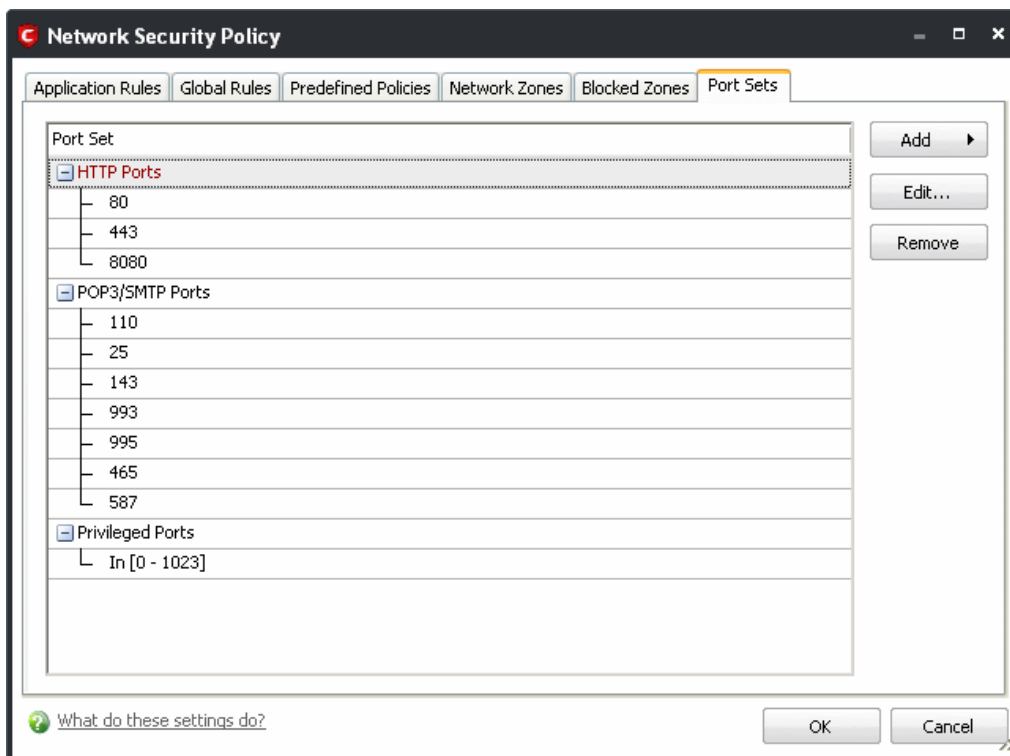 Network Security Policy
Application Rules Global Rules Predefined Policies Network Zones Blocked Zones Port Sets
Port Set
Add
HTTP Ports
Edit...
80
443
Remove
8080
POP3/SMTP Ports
110
25
143
993
995
465
587
Privileged Ports
In [0 - 1023]
What do these settings do?
OK Cancel